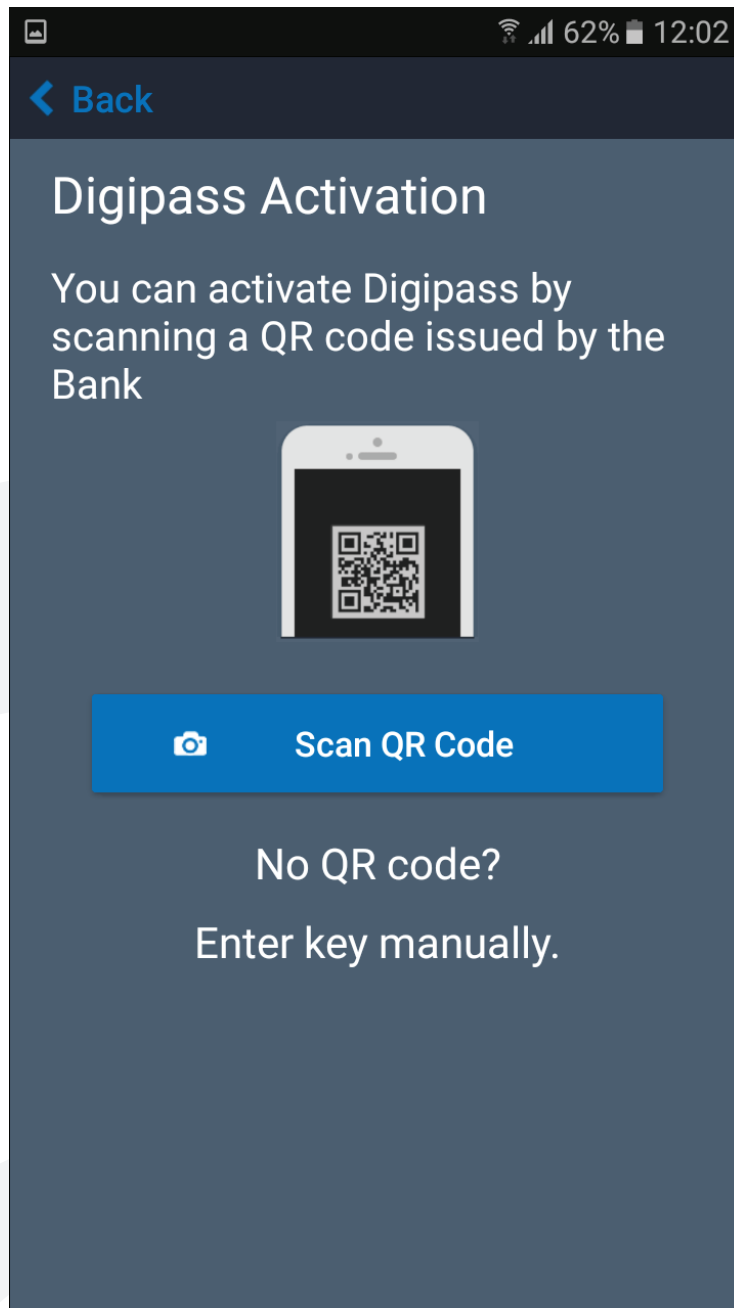 62% 12:02
Back
Digipass Activation
You can activate Digipass by
scanning a QR code issued by the
Bank
Scan QR Code
No QR code?
Enter key manually.